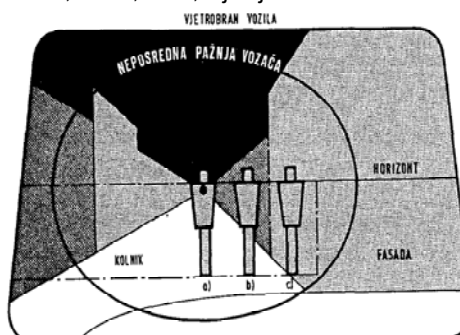 VJETROBRAN VOZILA
NEPOSREDNA PAŽNJA VOZAČA
HORIZONT
KOLNIK
FASADA
a) b) c)